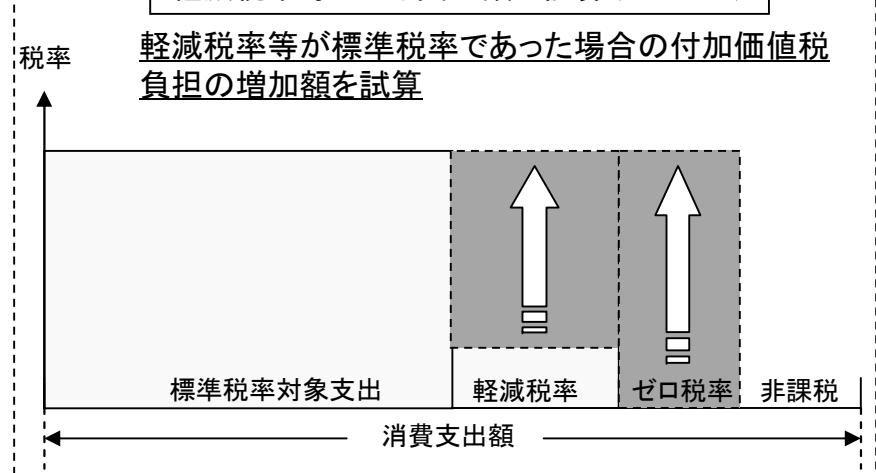 軽減税率等が標準税率であった場合の付加価値税
負担の増加額を試算
税率
標準税率対象支出
軽減税率
ゼロ税率
非課税
消費支出額